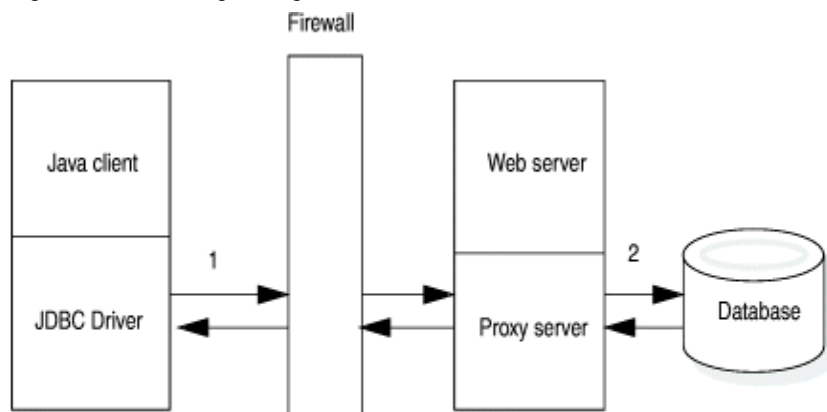 Firewall
Java client
Web server
1
2
JDBC Driver
Proxy server
Database